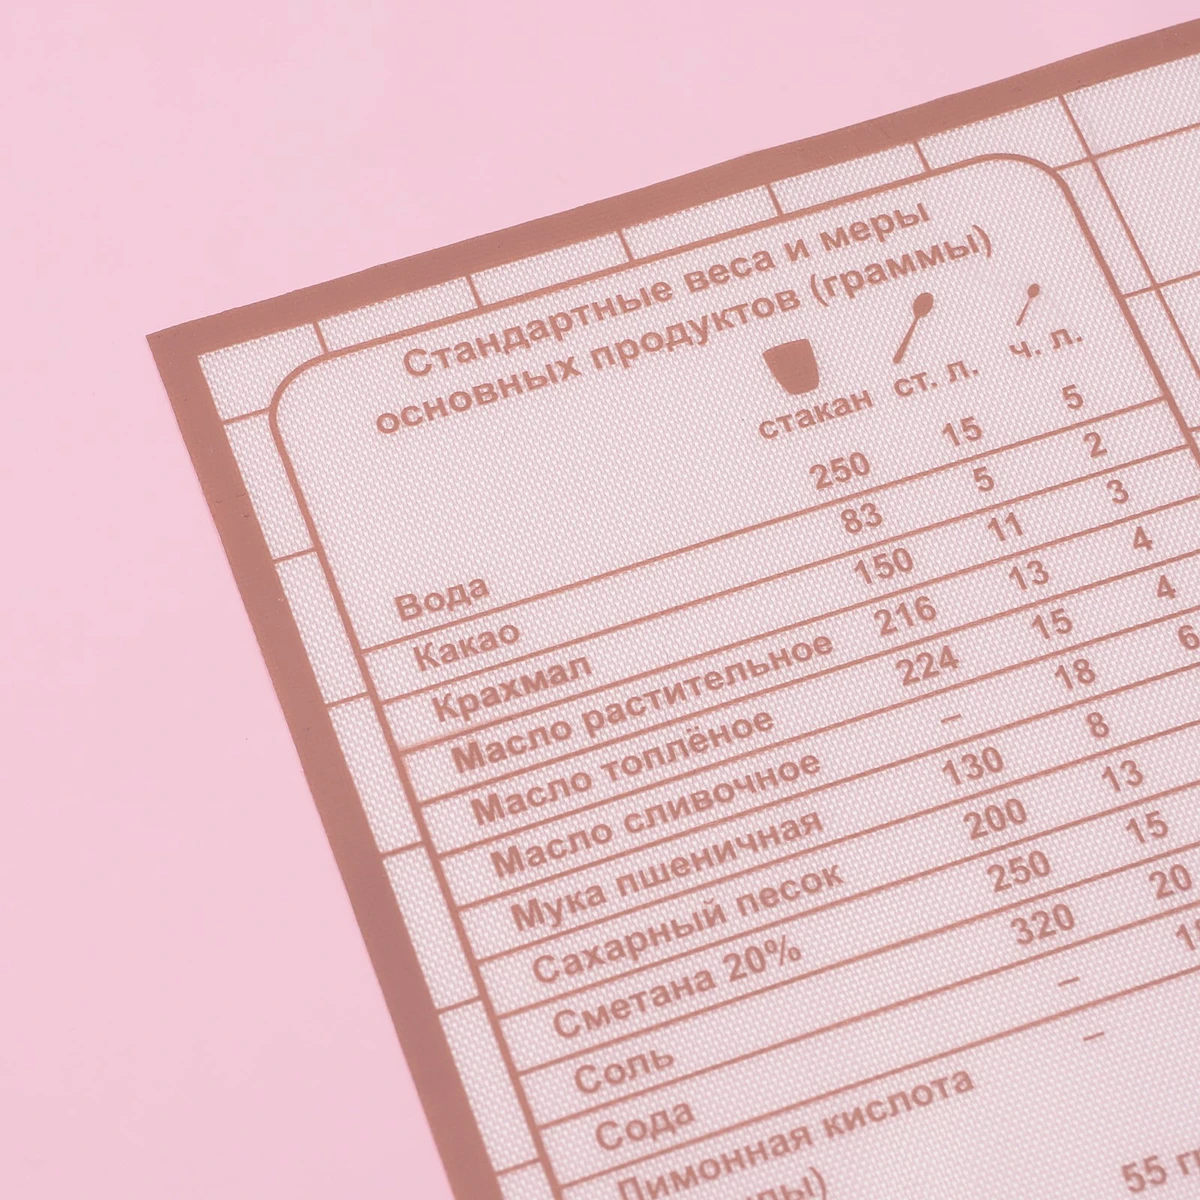 Стандартные веса и меры
основных продуктов (граммы)
стакан ст. л. ч. л.
Вода 250 15 5
Какао 83 5 2
Крахмал 150 11 3
Масло растительное 216 13 4
Масло топлёное 224 15 4
Масло сливочное – 18 6
Мука пшеничная 130 8
Сахарный песок 200 13
Сметана 20% 250 15
Соль 320 20
Сода –
Лимонная кислота –
55